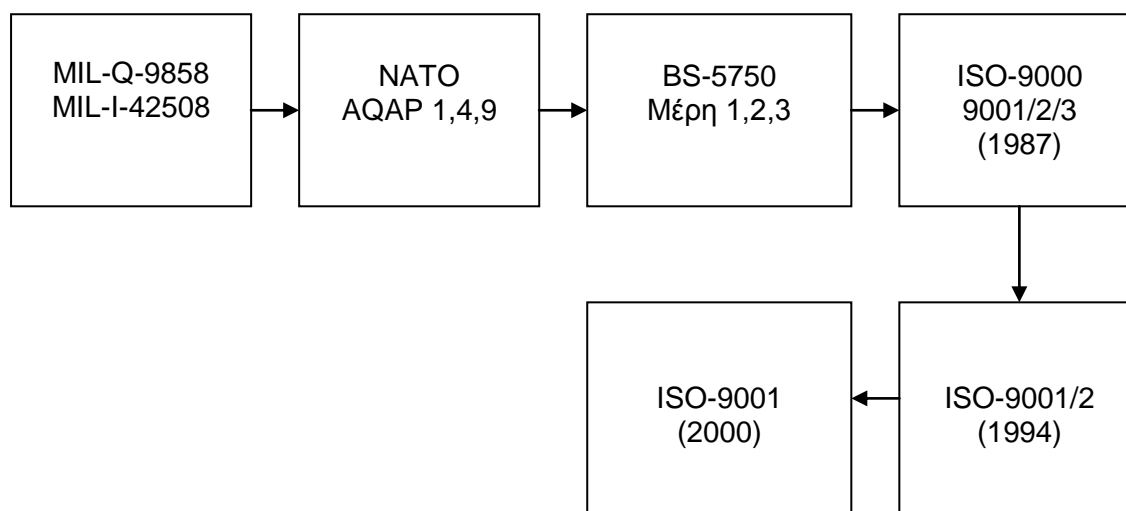 MIL-Q-9858
MIL-I-42508
NATO
AQAP 1,4,9
BS-5750
Μέρη 1,2,3
ISO-9000
9001/2/3
(1987)
ISO-9001/2
(1994)
ISO-9001
(2000)